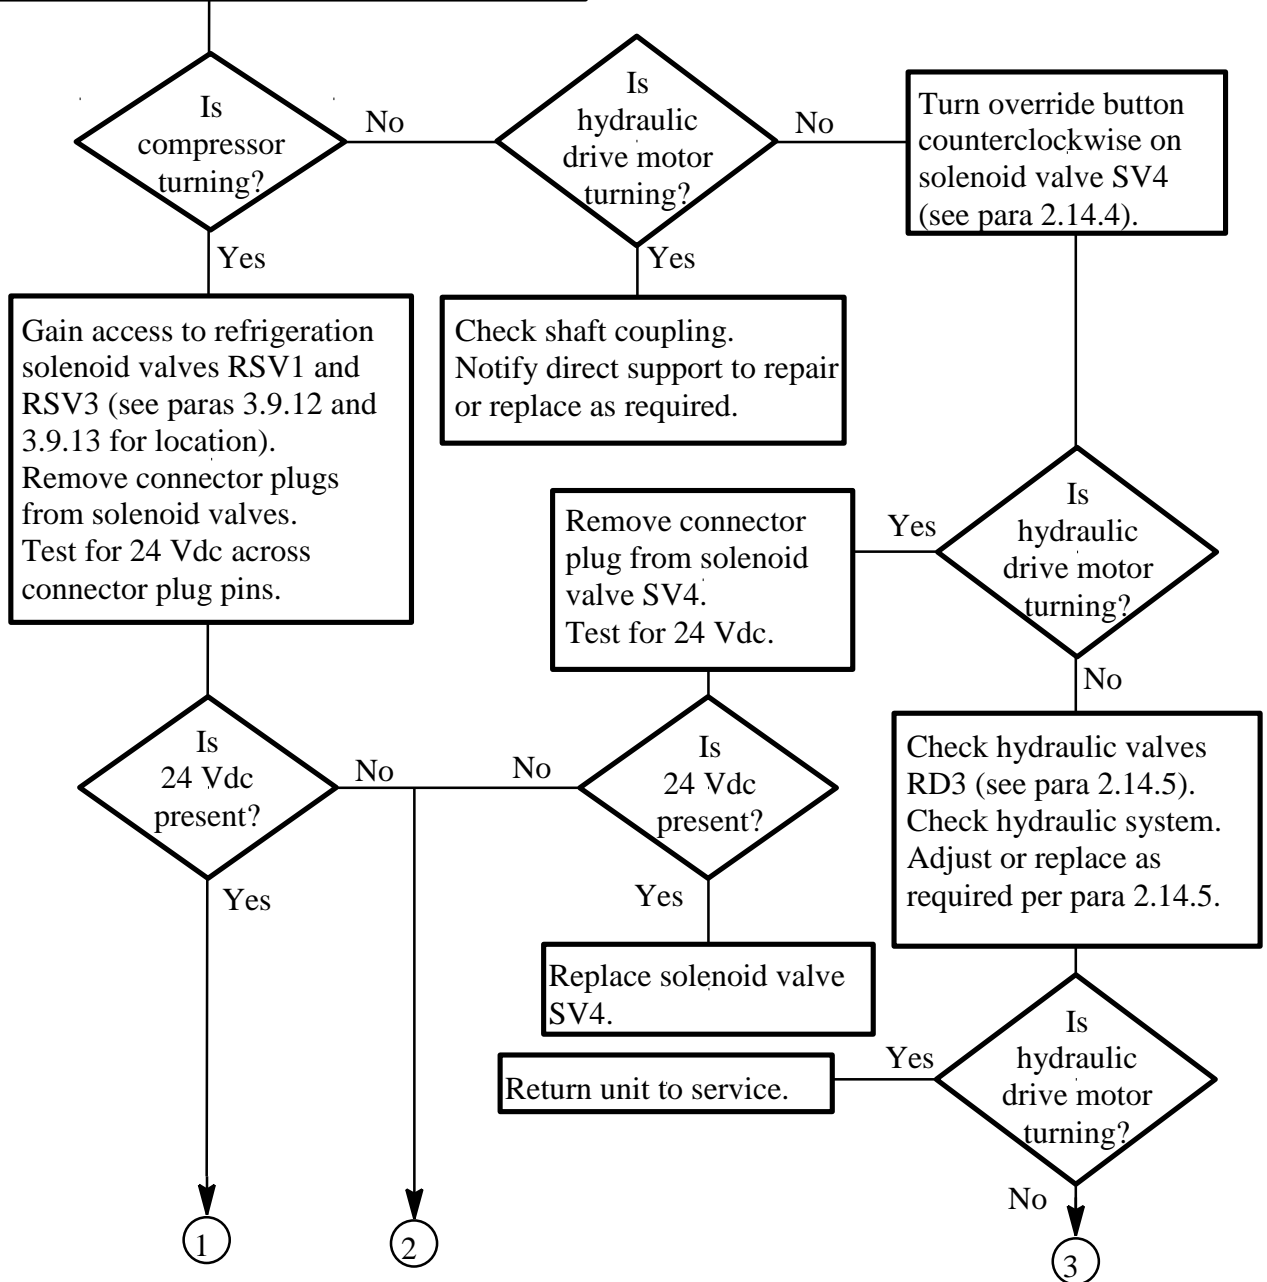 Is
compressor
turning?
No
Yes
Is
hydraulic
drive motor
turning?
No
Yes
Turn override button
counterclockwise on
solenoid valve SV4
(see para 2.14.4).
Gain access to refrigeration
solenoid valves RSV1 and
RSV3 (see paras 3.9.12 and
3.9.13 for location).
Remove connector plugs
from solenoid valves.
Test for 24 Vdc across
connector plug pins.
Check shaft coupling.
Notify direct support to repair
or replace as required.
Is
hydraulic
drive motor
turning?
Yes
No
Remove connector
plug from solenoid
valve SV4.
Test for 24 Vdc.
Is
24 Vdc
present?
No
Yes
Is
24 Vdc
present?
No
Yes
Check hydraulic valves
RD3 (see para 2.14.5).
Check hydraulic system.
Adjust or replace as
required per para 2.14.5.
Replace solenoid valve
SV4.
Is
hydraulic
drive motor
turning?
Yes
No
Return unit to service.
1
2
3